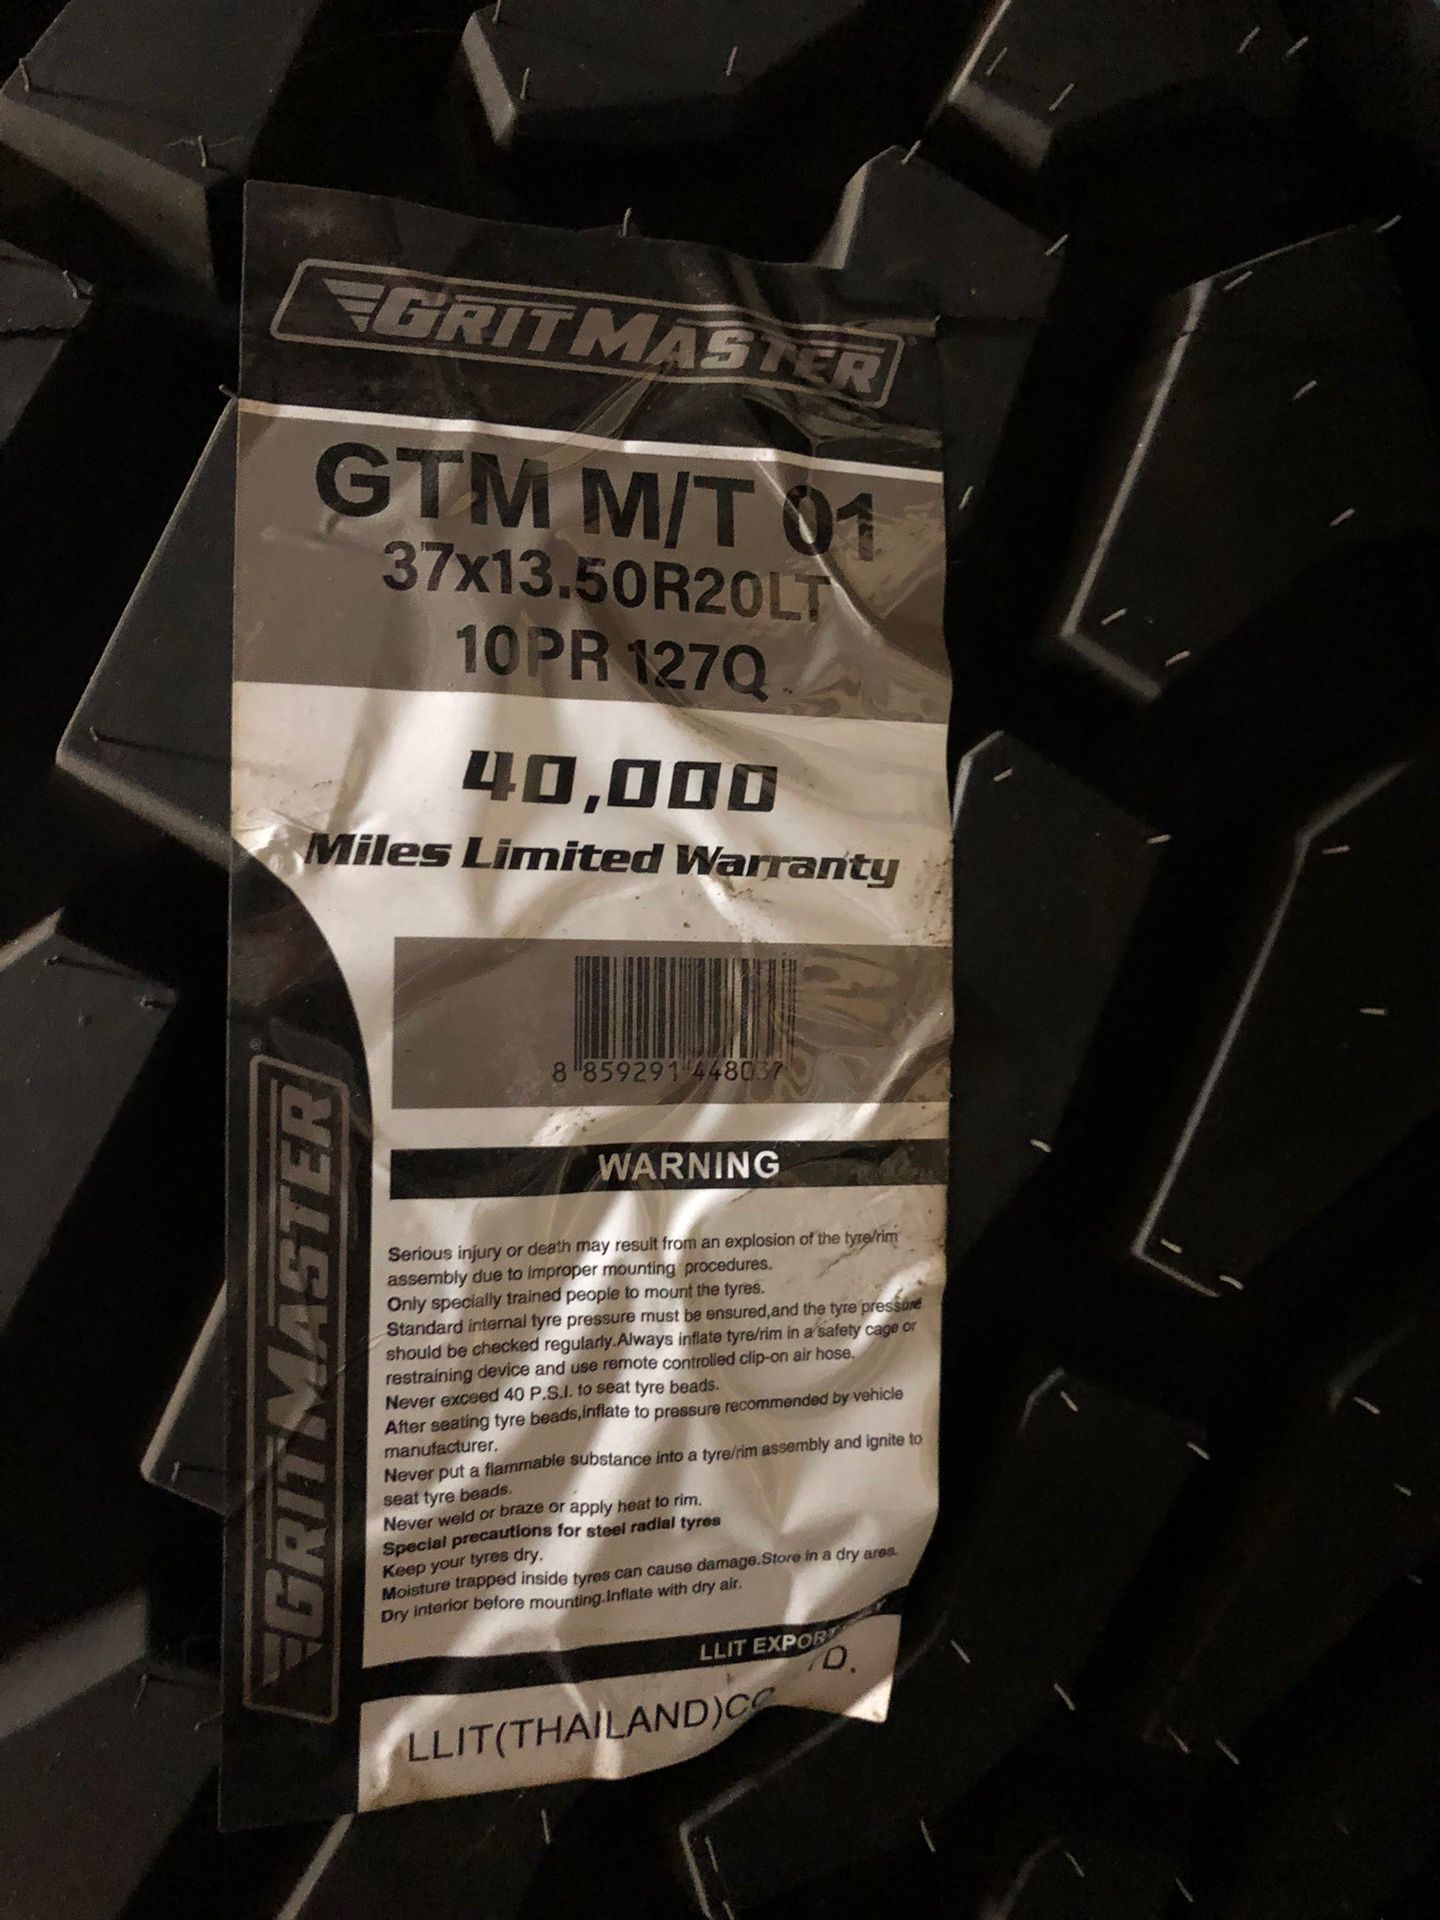 GRITMASTER
GTM M/T 01
37x13.50R20LT
10PR 127Q
40,000
Miles Limited Warranty
8 859291 448037
WARNING
Serious injury or death may result from an explosion of the tyre/rim
assembly due to improper mounting procedures.
Only specially trained people to mount the tyres.
Standard internal tyre pressure must be ensured,and the tyre pressure
should be checked regularly.Always inflate tyre/rim in a safety cage or
restraining device and use remote controlled clip-on air hose.
Never exceed 40 P.S.I. to seat tyre beads.
After seating tyre beads,inflate to pressure recommended by vehicle
manufacturer.
Never put a flammable substance into a tyre/rim assembly and ignite to
seat tyre beads.
Never weld or braze or apply heat to rim.
Special precautions for steel radial tyres
Keep your tyres dry.
Moisture trapped inside tyres can cause damage.Store in a dry area.
Dry interior before mounting.Inflate with dry air.
LLIT EXPORT
LLIT(THAILAND)CO
GRITMASTER